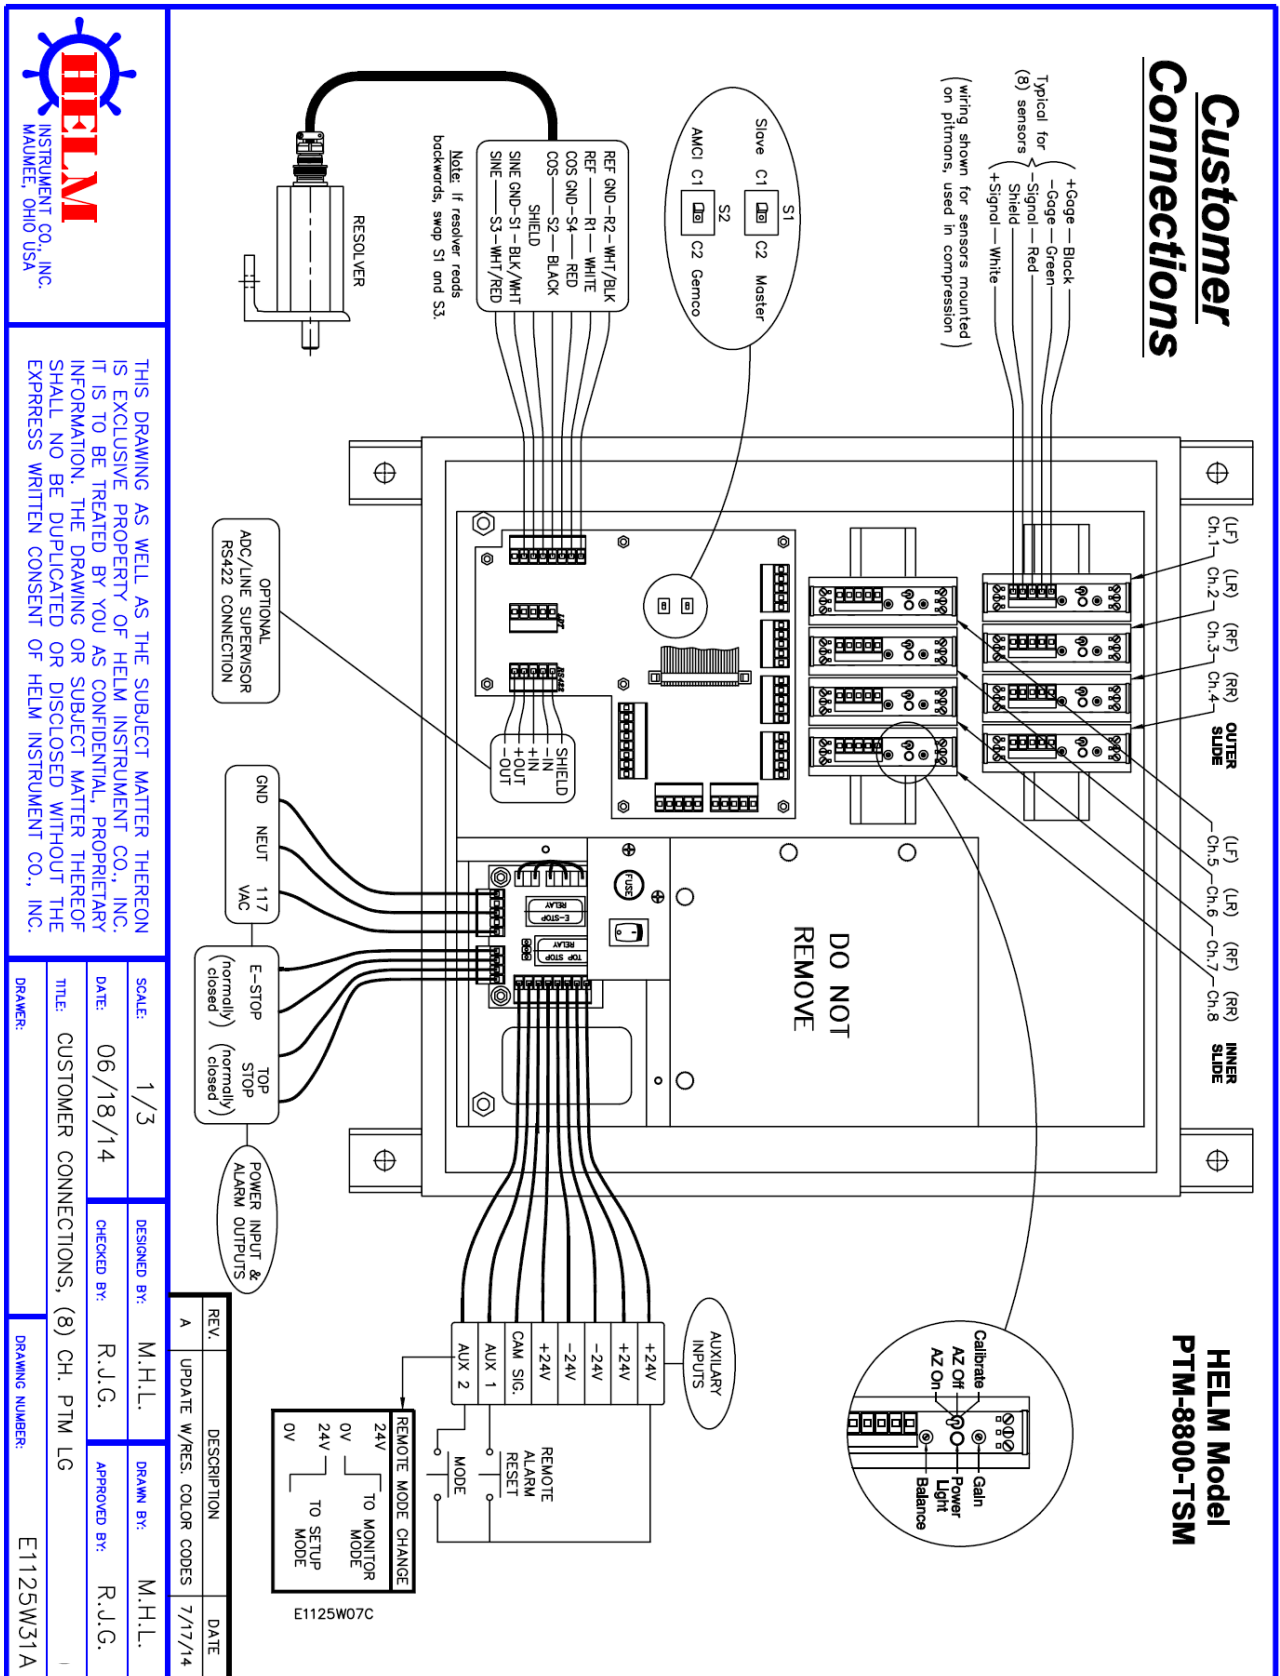 Customer
Connections
HELM Model
PTM-8800-TSM
Typical for
(8) sensors
+Gage — Black
-Gage — Green
-Signal — Red
Shield
+Signal — White
(wiring shown for sensors mounted
on pitmans, used in compression)
(LF)
Ch.1
(LR)
Ch.2
(RF)
Ch.3
(RR)
Ch.4
OUTER
SLIDE
(LF)
Ch.5
(LR)
Ch.6
(RF)
Ch.7
(RR)
Ch.8
INNER
SLIDE
S1
Slave C1 C2 Master
S2
AMCI C1 C2 Gemco
REF GND-R2-WHT/BLK
REF — R1 — WHITE
COS GND-S4 — RED
COS — S2 — BLACK
SHIELD
SINE GND-S1-BLK/WHT
SINE — S3-WHT/RED
Note: If resolver reads
backwards, swap S1 and S3.
RESOLVER
LDT
RS422
SHIELD
-IN
+IN
+OUT
-OUT
OPTIONAL
ADC/LINE SUPERVISOR
RS422 CONNECTION
DO NOT
REMOVE
FUSE
E-STOP
RELAY
TOP STOP
RELAY
GND NEUT 117
VAC
E-STOP
(normally
closed)
TOP
STOP
(normally
closed)
POWER INPUT &
ALARM OUTPUTS
Calibrate
AZ Off
AZ On
Gain
Power
Light
Balance
AUXILARY
INPUTS
+24V
+24V
-24V
-24V
+24V
CAM SIG.
AUX 1
AUX 2
REMOTE
ALARM
RESET
MODE
REMOTE MODE CHANGE
24V
0V
TO MONITOR
MODE
24V
0V
TO SETUP
MODE
E1125W07C
REV. DESCRIPTION DATE
A UPDATE W/RES. COLOR CODES 7/17/14
HELM
INSTRUMENT CO., INC.
MAUMEE, OHIO USA
THIS DRAWING AS WELL AS THE SUBJECT MATTER THEREON
IS EXCLUSIVE PROPERTY OF HELM INSTRUMENT CO., INC.
IT IS TO BE TREATED BY YOU AS CONFIDENTIAL, PROPRIETARY
INFORMATION. THE DRAWING OR SUBJECT MATTER THEREOF
SHALL NO BE DUPLICATED OR DISCLOSED WITHOUT THE
EXPRRESS WRITTEN CONSENT OF HELM INSTRUMENT CO., INC.
SCALE: 1/3
DESIGNED BY: M.H.L.
DRAWN BY: M.H.L.
DATE: 06/18/14
CHECKED BY: R.J.G.
APPROVED BY: R.J.G.
TITLE: CUSTOMER CONNECTIONS, (8) CH. PTM LG
DRAWER:
DRAWING NUMBER: E1125W31A